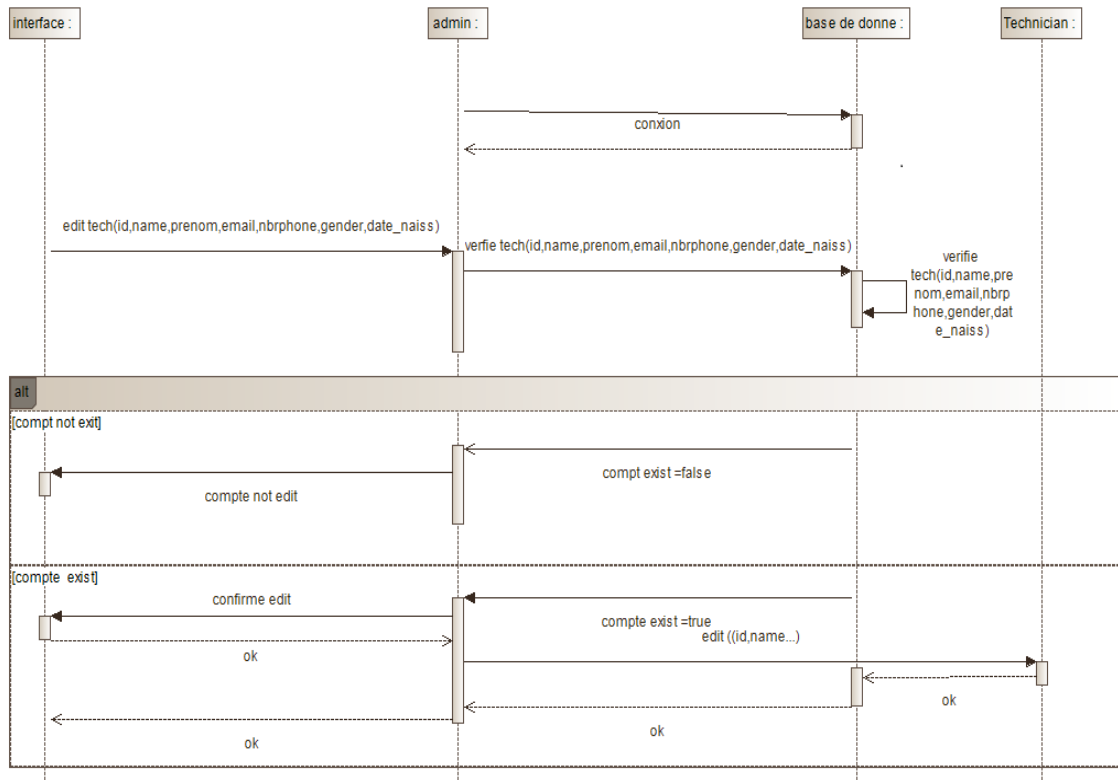 interface :
admin :
base de donne :
Technician :
conxion
edit tech(id,name,prenom,email,nbrphone,gender,date_naiss)
verfie tech(id,name,prenom,email,nbrphone,gender,date_naiss)
verifie
tech(id,name,pre
nom,email,nbrp
hone,gender,dat
e_naiss)
alt
[compt not exit]
compt exist =false
compte not edit
[compte exist]
confirme edit
compte exist =true
edit ((id,name...)
ok
ok
ok
ok